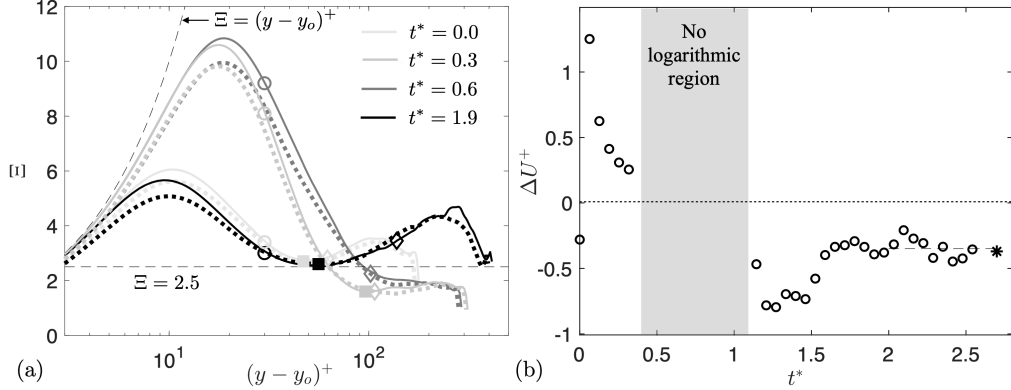 12
Ξ = (y − y_o)^+
10
t* = 0.0
t* = 0.3
t* = 0.6
t* = 1.9
8
6
Ξ
4
2
Ξ = 2.5
0
10^1
10^2
(a)
(y − y_o)^+
No
logarithmic
region
1
0.5
ΔU^+
0
-0.5
-1
0
0.5
1
1.5
2
2.5
(b)
t*